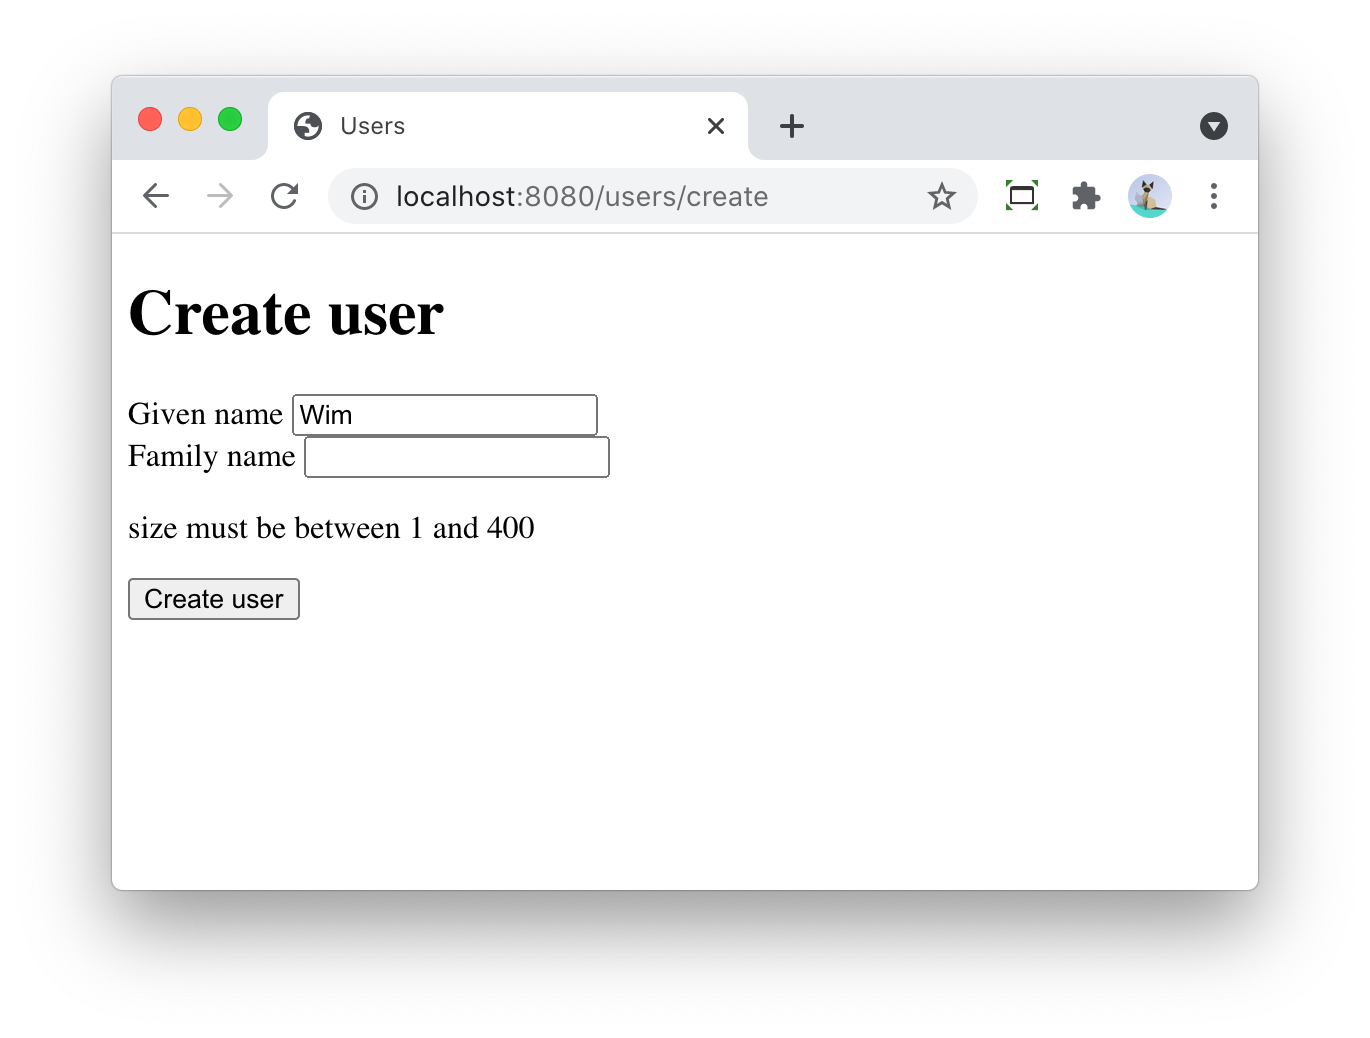 Users
localhost:8080/users/create
Create user
Given name Wim
Family name
size must be between 1 and 400
Create user